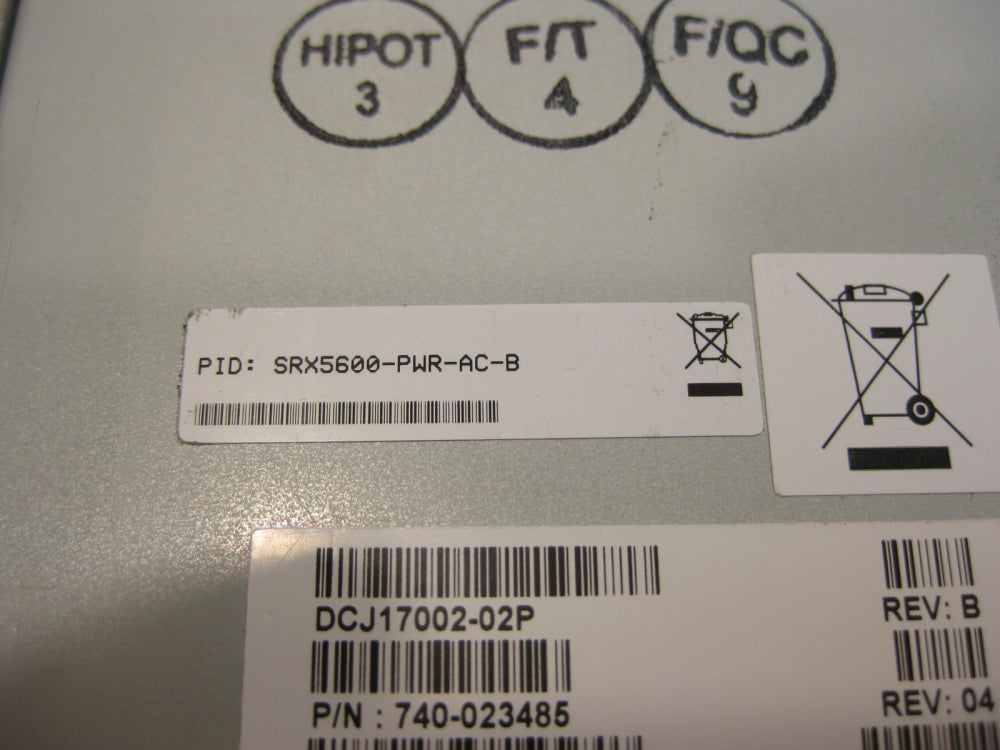 HIPOT F/T F/QC
3 4 9
PID: SRX5600-PWR-AC-B
DCJ17002-02P REV: B
P/N : 740-023485 REV: 04